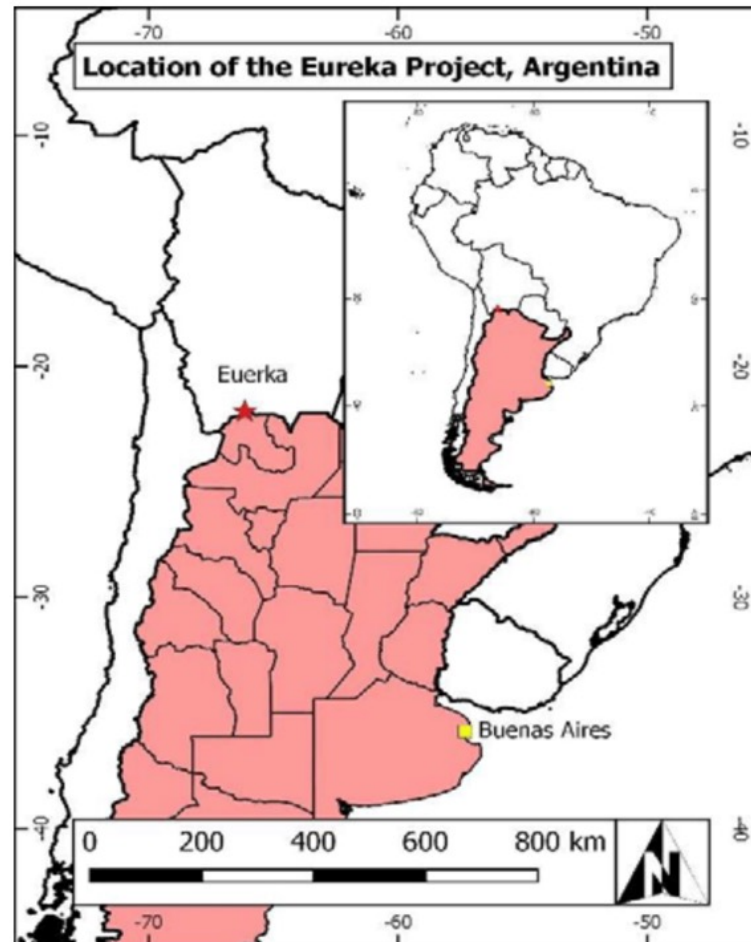 -70 -60 -50
Location of the Eureka Project, Argentina
-10 -10
Euerka
-20 -20
-30 -30
Buenas Aires
-40 -40
0 200 400 600 800 km
N
-70 -60 -50